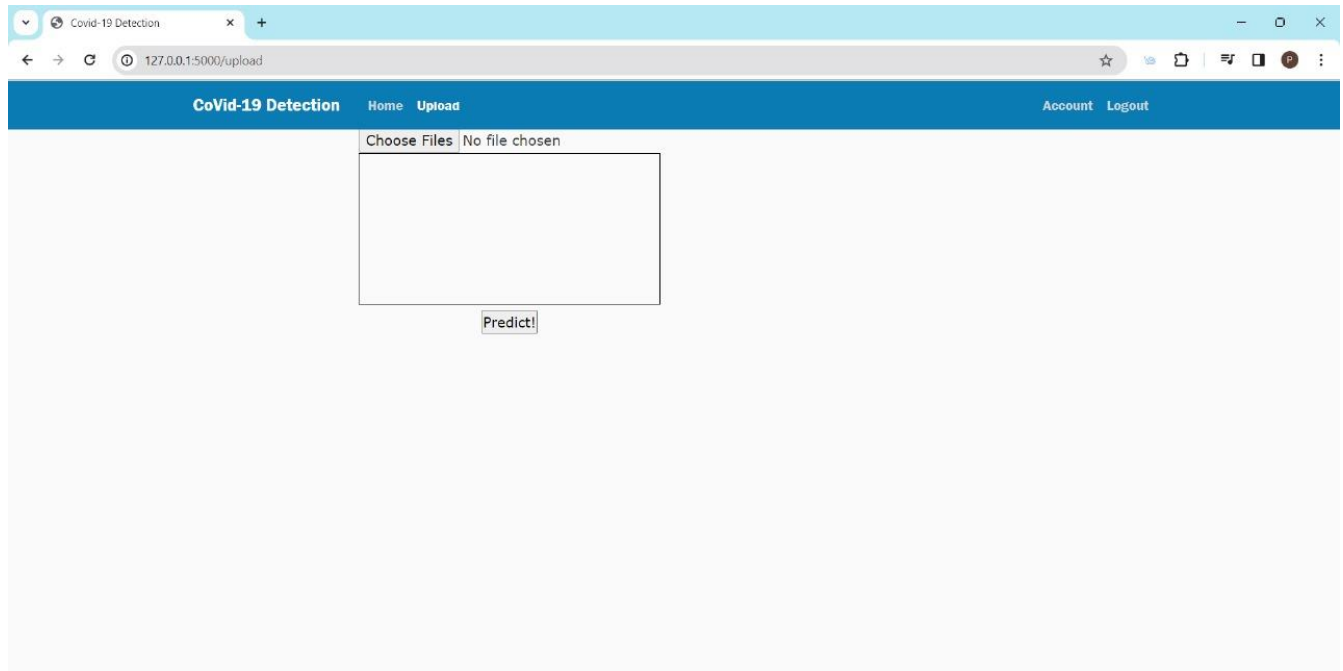 Covid-19 Detection
127.0.0.1:5000/upload
P
CoVid-19 Detection Home Upload Account Logout
Choose Files No file chosen
Predict!